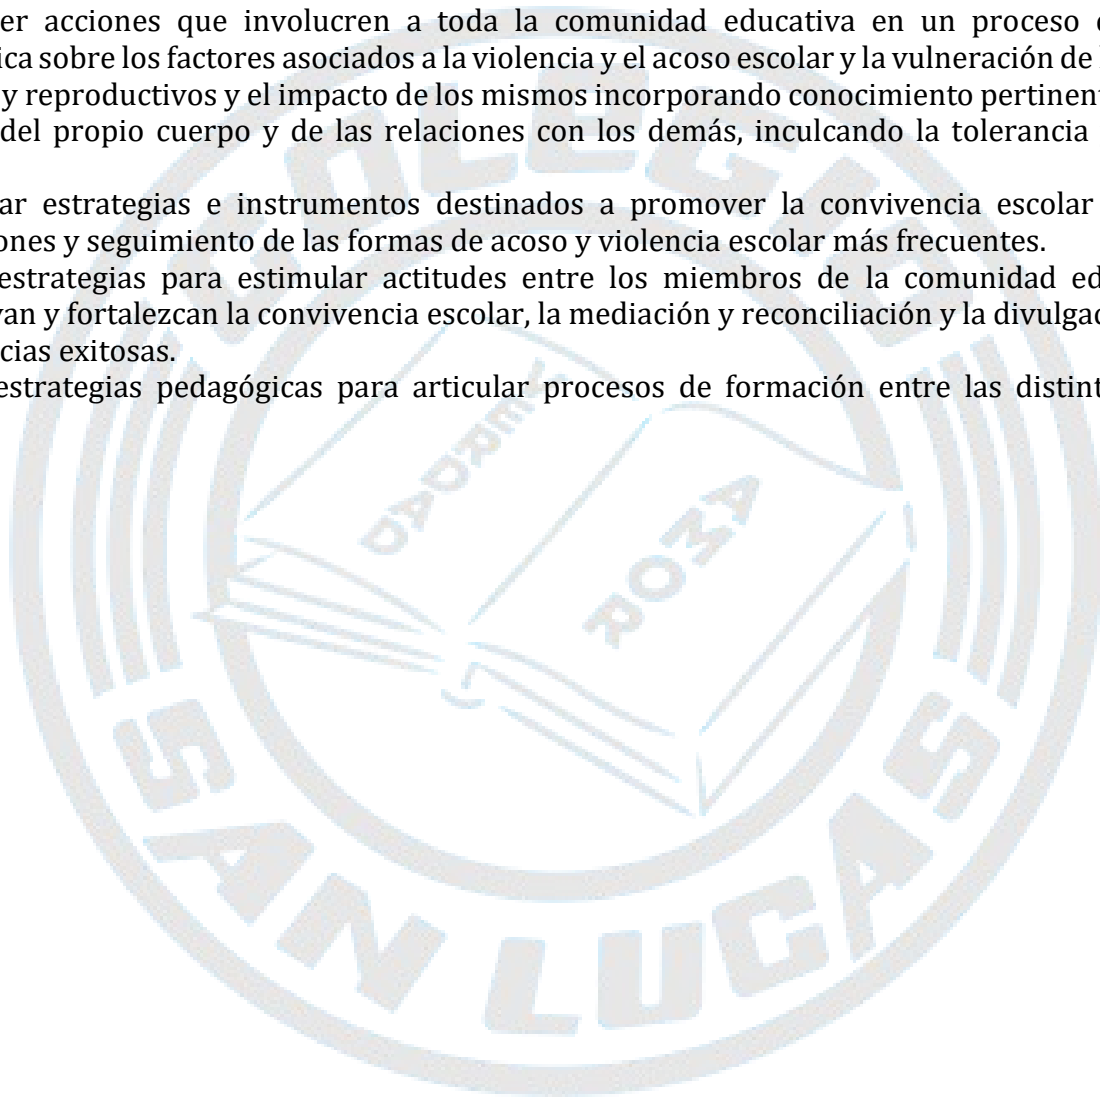 er acciones que involucren a toda la comunidad educativa en un proceso
ica sobre los factores asociados a la violencia y el acoso escolar y la vulneración de
y reproductivos y el impacto de los mismos incorporando conocimiento pertinent
del propio cuerpo y de las relaciones con los demás, inculcando la tolerancia
ar estrategias e instrumentos destinados a promover la convivencia escolar
ones y seguimiento de las formas de acoso y violencia escolar más frecuentes.
estrategias para estimular actitudes entre los miembros de la comunidad ed
van y fortalezcan la convivencia escolar, la mediación y reconciliación y la divulgac
cias exitosas.
estrategias pedagógicas para articular procesos de formación entre las distint
COLEGIO
VERDAD
AMOR
SAN LUCAS